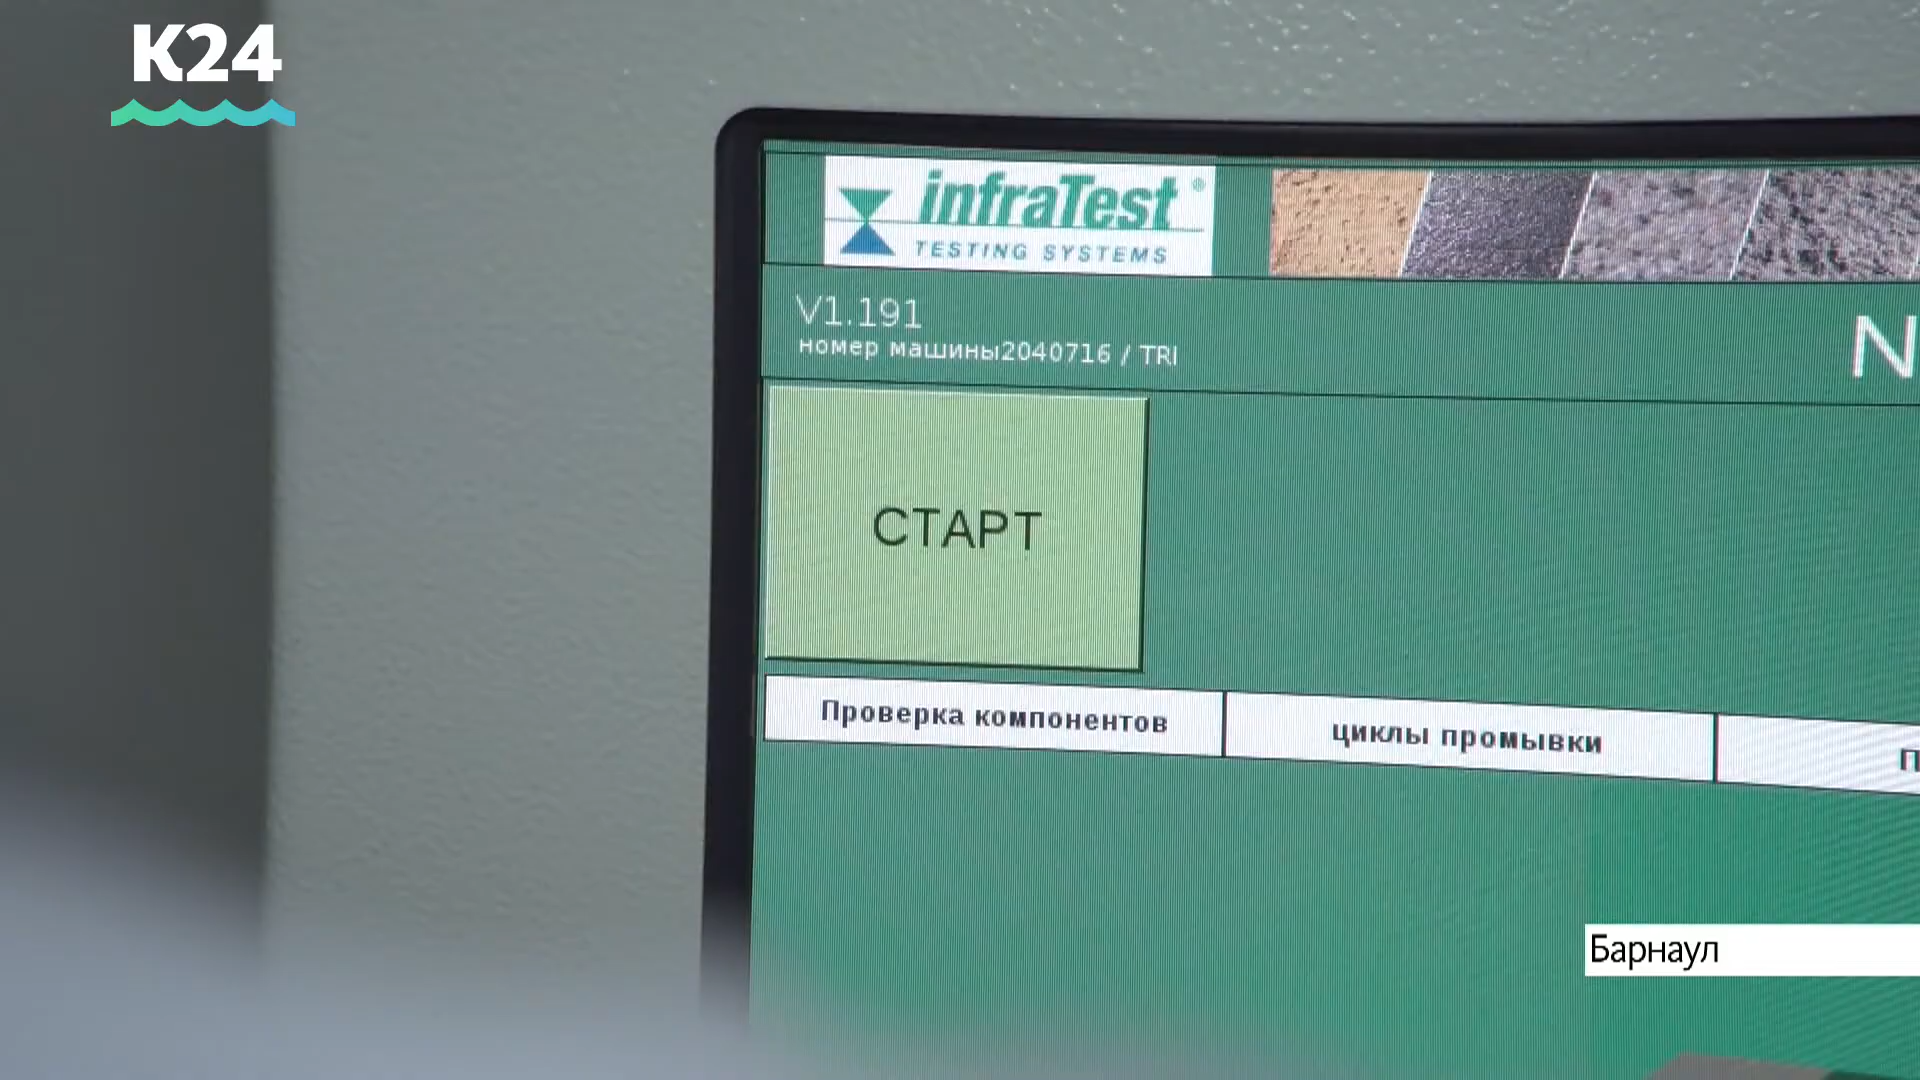 K24
infraTest ®
TESTING SYSTEMS
V1.191
номер машины2040716 / TRI
N
СТАРТ
Проверка компонентов
циклы промывки
п
Барнаул